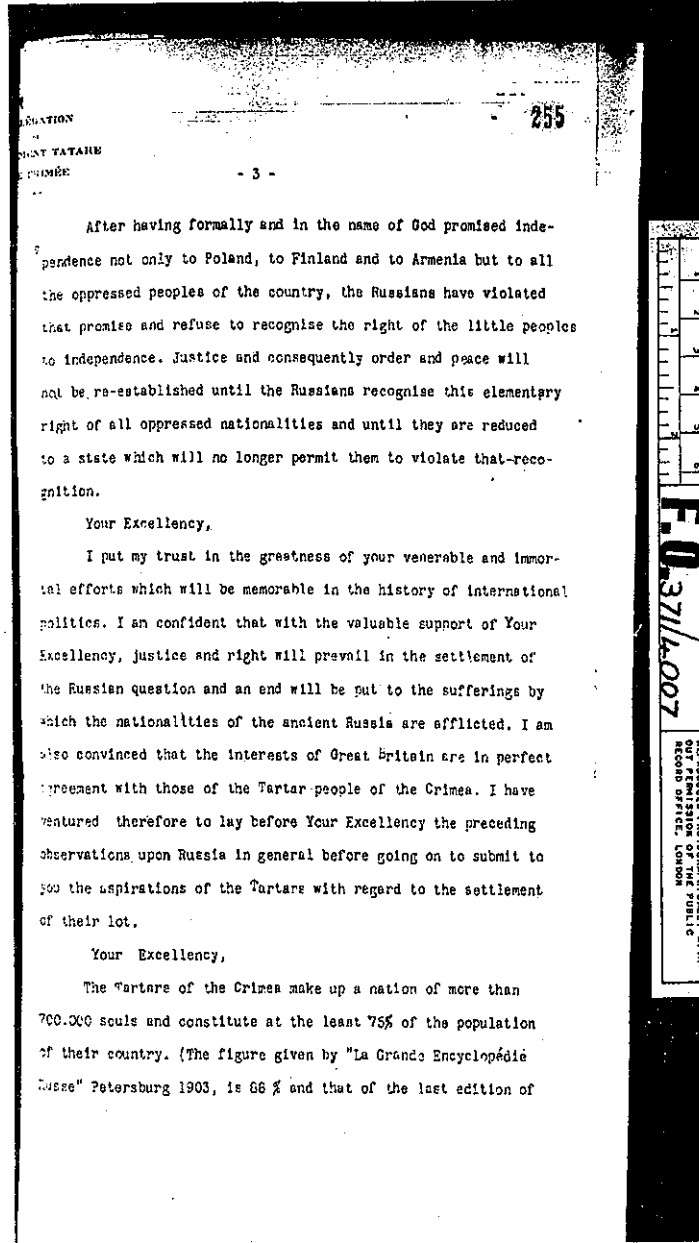 255
LÉGATION
MENT TATARE
CRIMÉE
- 3 -
After having formally and in the name of God promised inde-
pendence not only to Poland, to Finland and to Armenia but to all
the oppressed peoples of the country, the Russians have violated
that promise and refuse to recognise the right of the little peoples
to independence. Justice and consequently order and peace will
not be re-established until the Russians recognise this elementary
right of all oppressed nationalities and until they are reduced
to a state which will no longer permit them to violate that-reco-
gnition.
Your Excellency,
I put my trust in the greatness of your venerable and immor-
tal efforts which will be memorable in the history of international
politics. I am confident that with the valuable support of Your
Excellency, justice and right will prevail in the settlement of
the Russian question and an end will be put to the sufferings by
which the nationalities of the ancient Russia are afflicted. I am
also convinced that the interests of Great Britain are in perfect
agreement with those of the Tartar people of the Crimea. I have
ventured therefore to lay before Your Excellency the preceding
observations upon Russia in general before going on to submit to
you the aspirations of the Tartars with regard to the settlement
of their lot.
Your Excellency,
The Tartars of the Crimea make up a nation of more than
700.000 souls and constitute at the least 75% of the population
of their country. (The figure given by "La Grande Encyclopédie
Russe" Petersburg 1903, is 88 % and that of the last edition of
F.O. 371/4007
OUT PERMISSION OF THE PUBLIC
RECORD OFFICE, LONDON